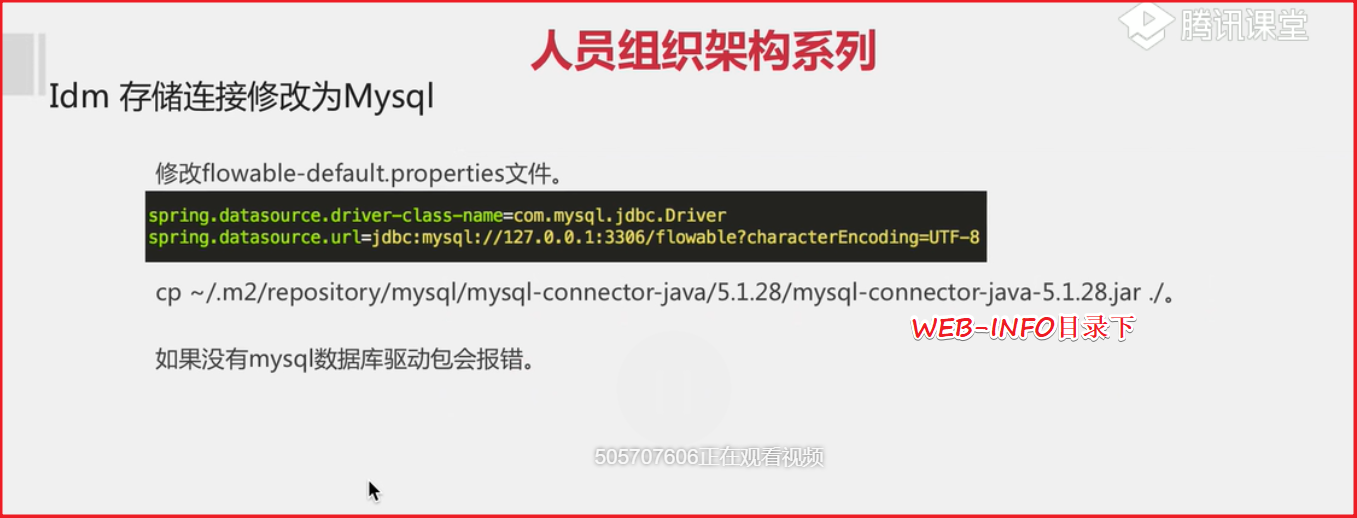 腾讯课堂
人员组织架构系列
Idm 存储连接修改为Mysql
修改flowable-default.properties文件。
spring.datasource.driver-class-name=com.mysql.jdbc.Driver
spring.datasource.url=jdbc:mysql://127.0.0.1:3306/flowable?characterEncoding=UTF-8
cp ~/.m2/repository/mysql/mysql-connector-java/5.1.28/mysql-connector-java-5.1.28.jar ./。
WEB-INFO目录下
如果没有mysql数据库驱动包会报错。
505707606正在观看视频